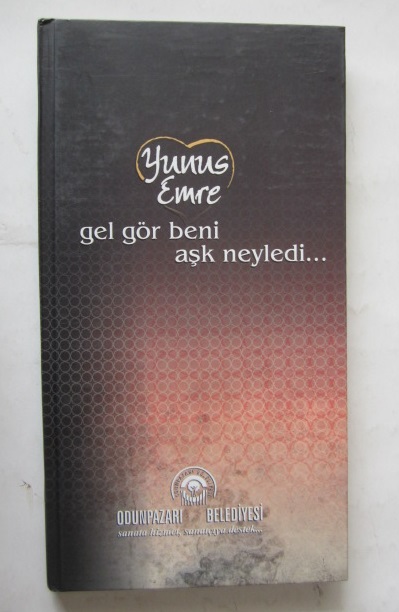 Yunus
Emre
gel gör beni
aşk neyledi...
ODUNPAZARI BELEDİYESİ
sanata hizmet, sanatçıya destek...